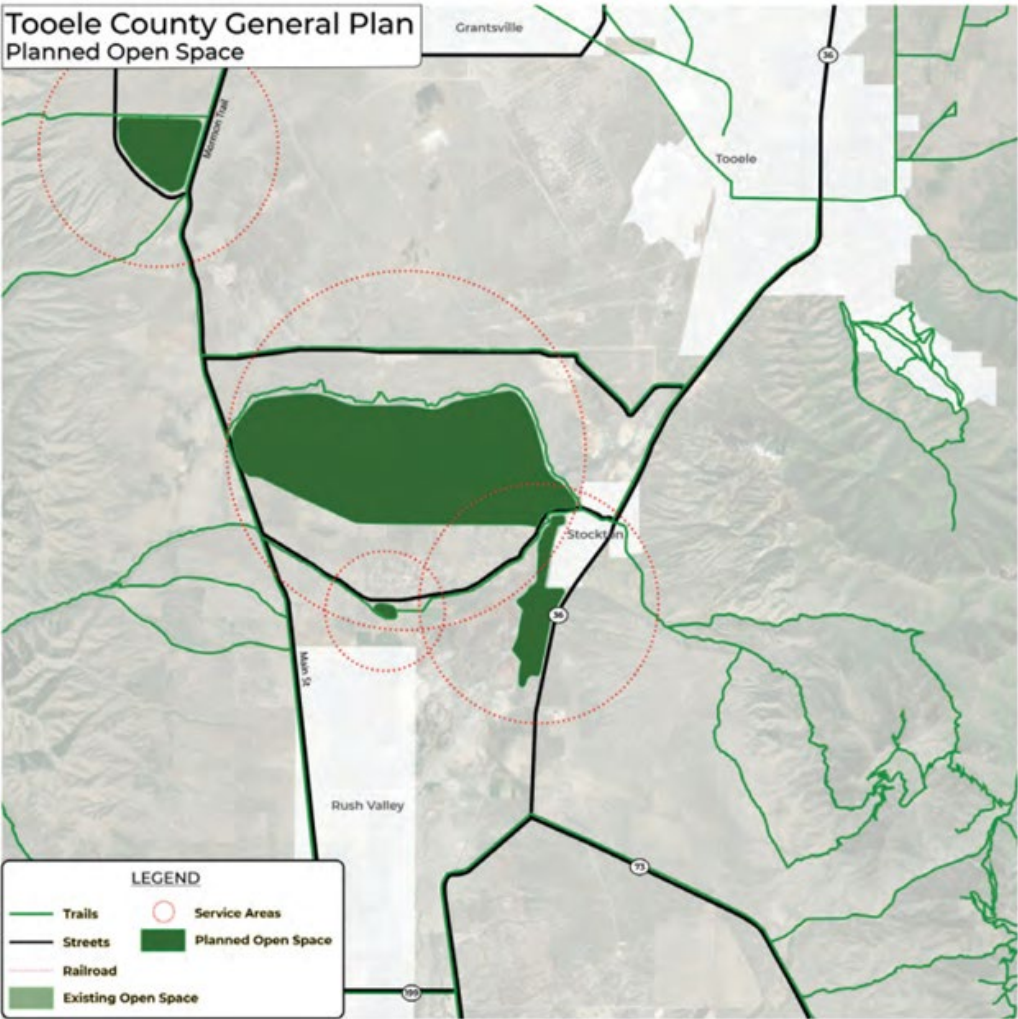 Tooele County General Plan
Planned Open Space
Grantsville
36
Mormon Trail
Tooele
Stockton
36
Main St
Rush Valley
73
199
LEGEND
Trails
Service Areas
Streets
Planned Open Space
Railroad
Existing Open Space